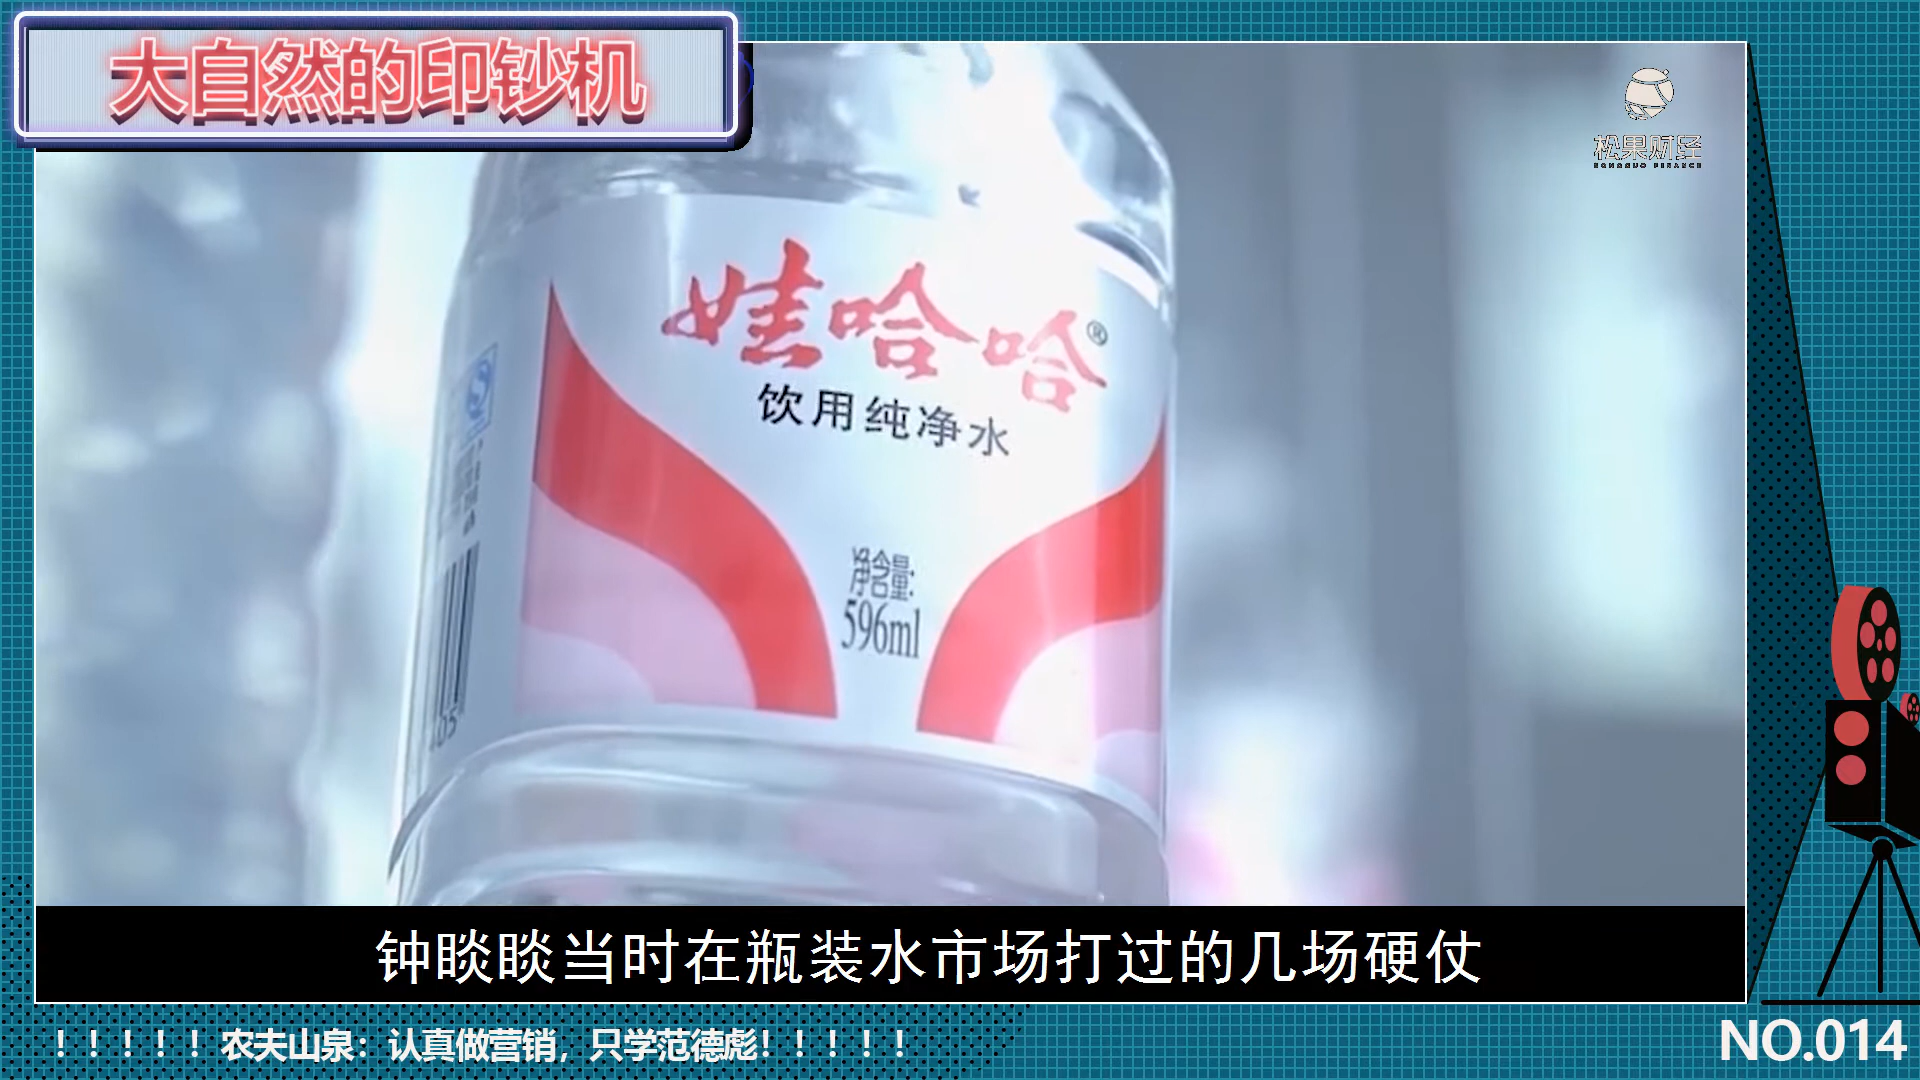 大自然的印钞机
松果财经
SONGGUO FINANCE
娃哈哈®
饮用纯净水
净含量:
596ml
05
钟睒睒当时在瓶装水市场打过的几场硬仗
！！！！！农夫山泉：认真做营销，只学范德彪！！！！！
NO.014